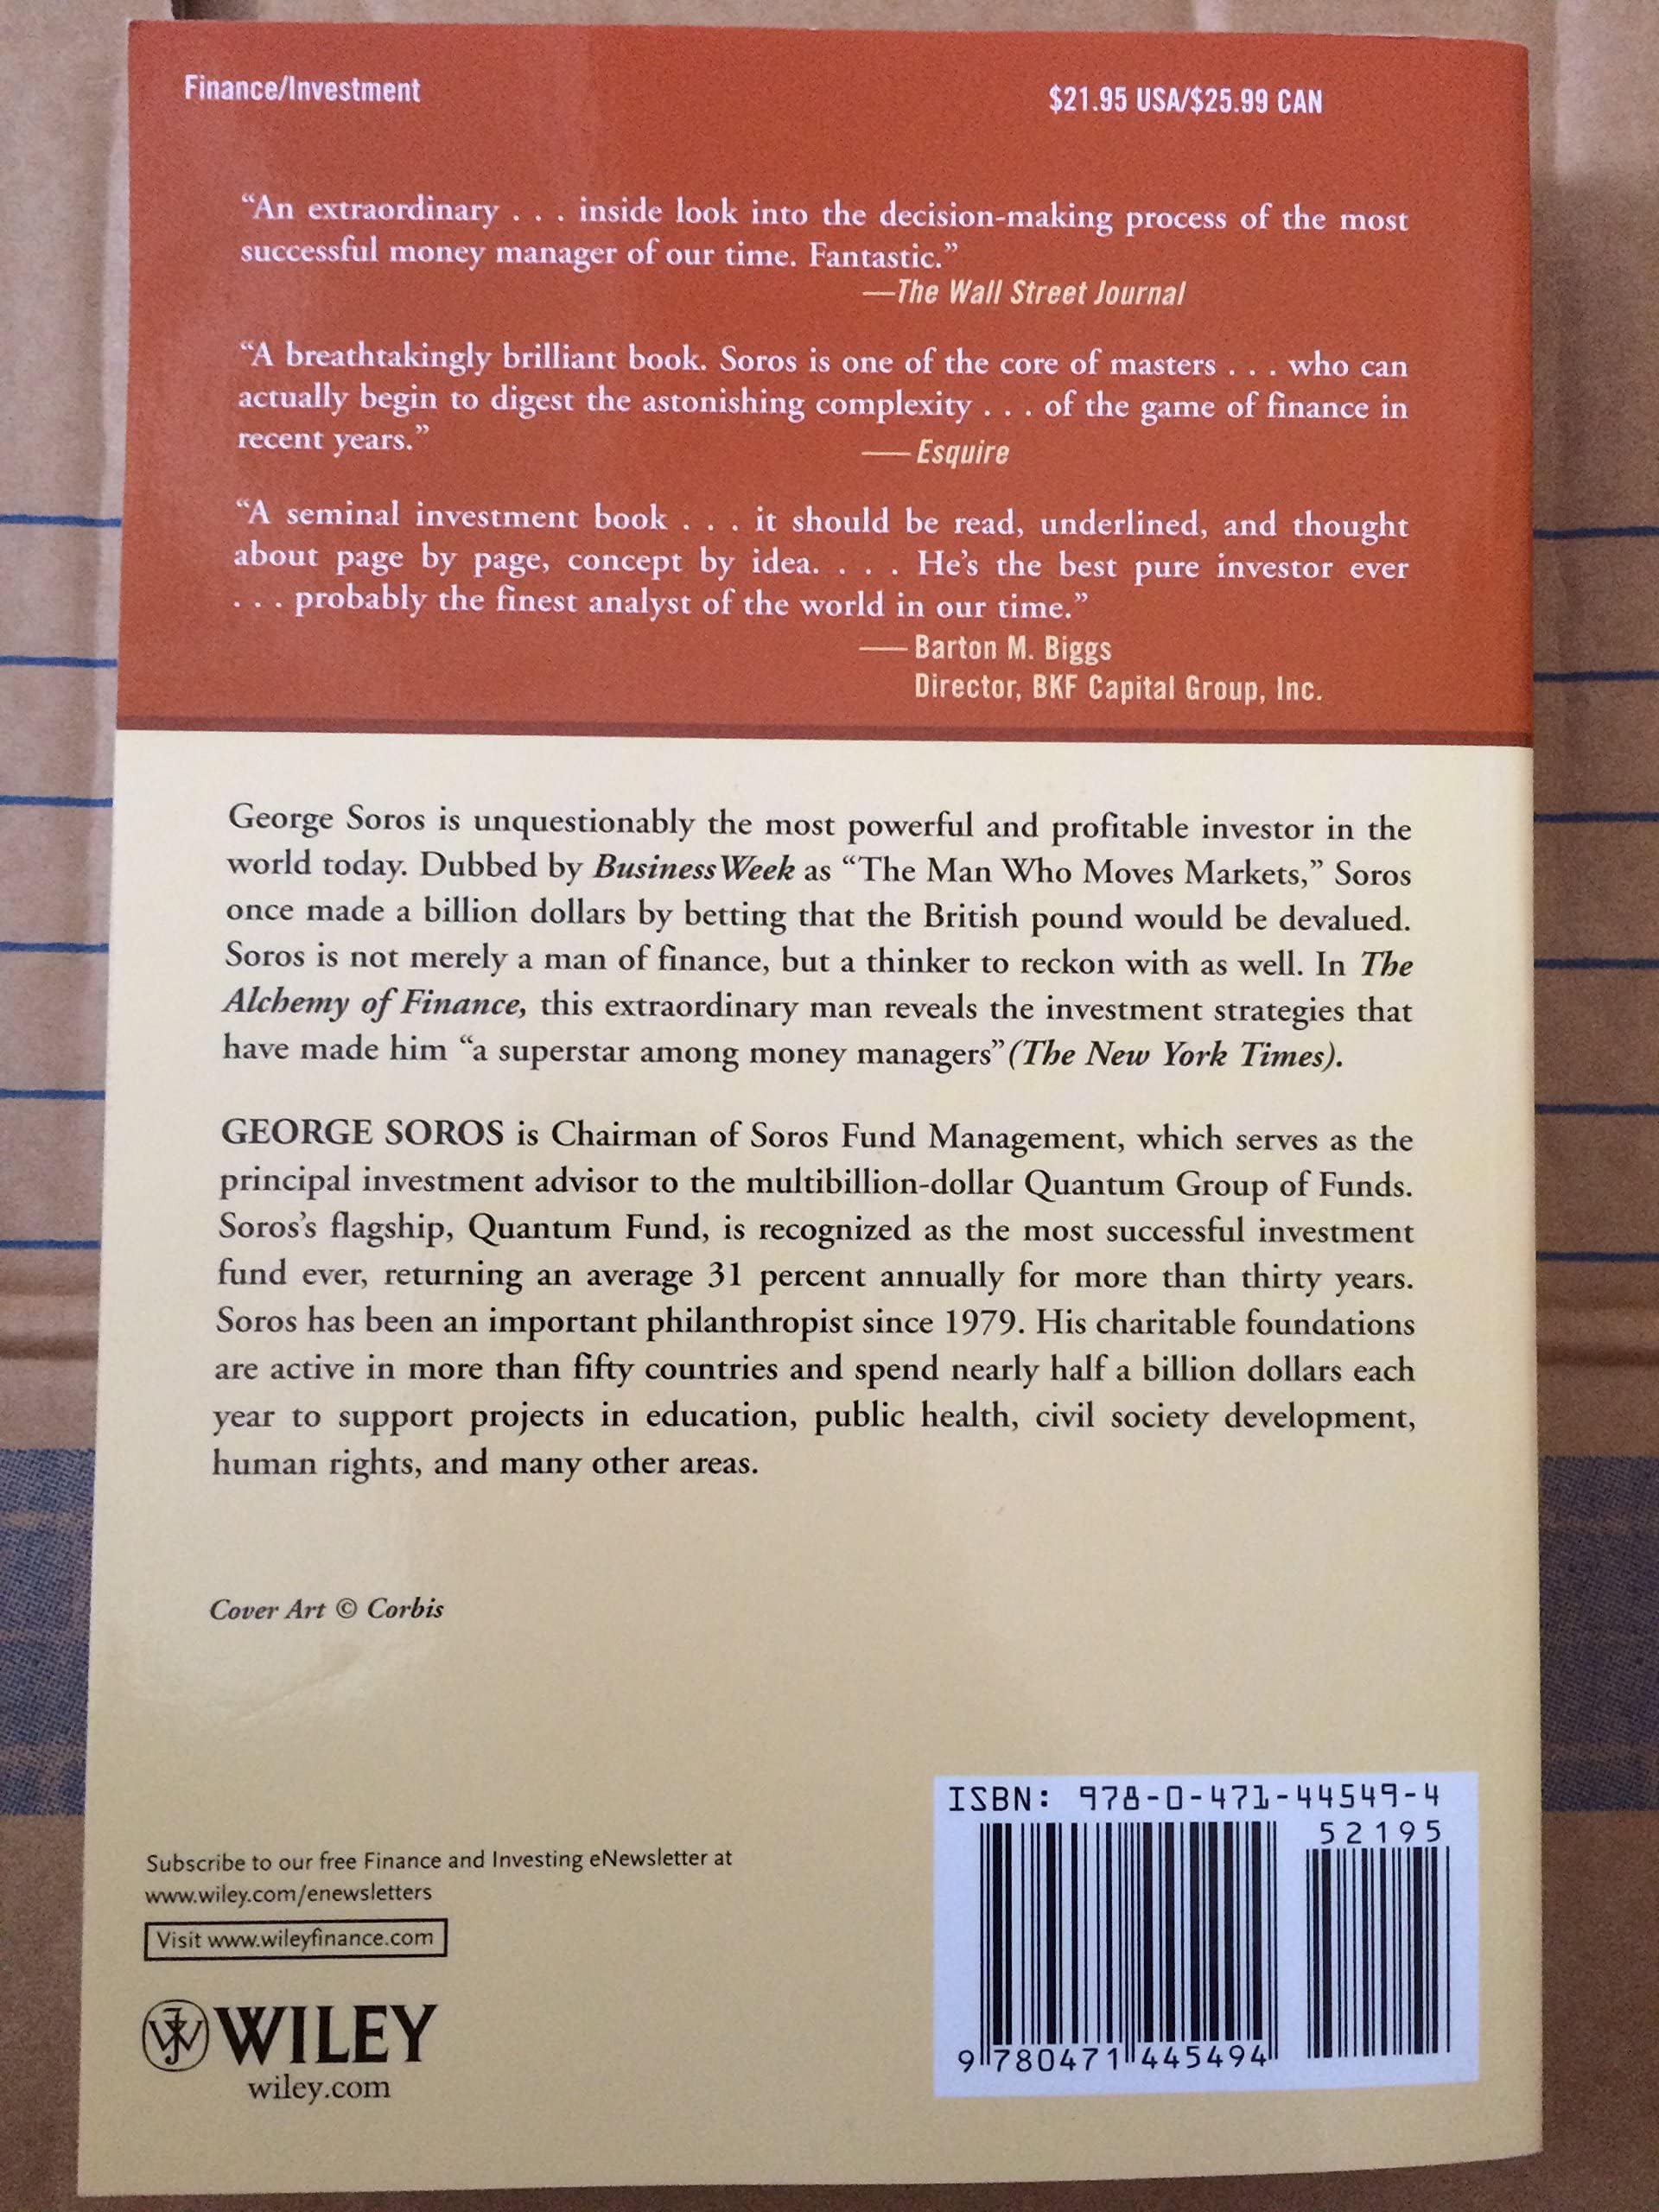 Finance/Investment
$21.95 USA/$25.99 CAN
“An extraordinary . . . inside look into the decision-making process of the most
successful money manager of our time. Fantastic.”
—The Wall Street Journal
“A breathtakingly brilliant book. Soros is one of the core of masters . . . who can
actually begin to digest the astonishing complexity . . . of the game of finance in
recent years.”
—Esquire
“A seminal investment book . . . it should be read, underlined, and thought
about page by page, concept by idea. . . . He’s the best pure investor ever
. . . probably the finest analyst of the world in our time.”
—Barton M. Biggs
Director, BKF Capital Group, Inc.
George Soros is unquestionably the most powerful and profitable investor in the
world today. Dubbed by BusinessWeek as “The Man Who Moves Markets,” Soros
once made a billion dollars by betting that the British pound would be devalued.
Soros is not merely a man of finance, but a thinker to reckon with as well. In The
Alchemy of Finance, this extraordinary man reveals the investment strategies that
have made him “a superstar among money managers” (The New York Times).
GEORGE SOROS is Chairman of Soros Fund Management, which serves as the
principal investment advisor to the multibillion-dollar Quantum Group of Funds.
Soros’s flagship, Quantum Fund, is recognized as the most successful investment
fund ever, returning an average 31 percent annually for more than thirty years.
Soros has been an important philanthropist since 1979. His charitable foundations
are active in more than fifty countries and spend nearly half a billion dollars each
year to support projects in education, public health, civil society development,
human rights, and many other areas.
Cover Art © Corbis
Subscribe to our free Finance and Investing eNewsletter at
www.wiley.com/enewsletters
Visit www.wileyfinance.com
WILEY
wiley.com
ISBN: 978-0-471-44549-4
52195
9 780471 445494